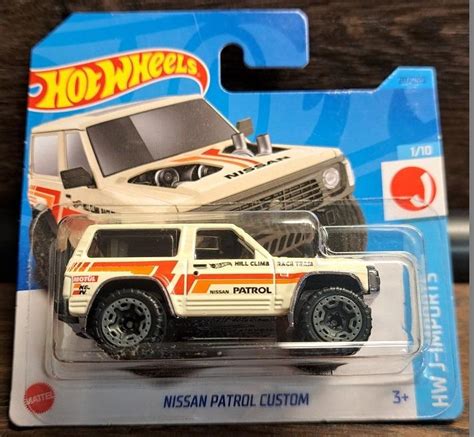 HOT WHEELS
NISSAN
1/10
J
HW J-IMPORTS
HILL CLIMB RACE TEAM
MOTUL
NISSAN PATROL
MATTEL
NISSAN PATROL CUSTOM
3+